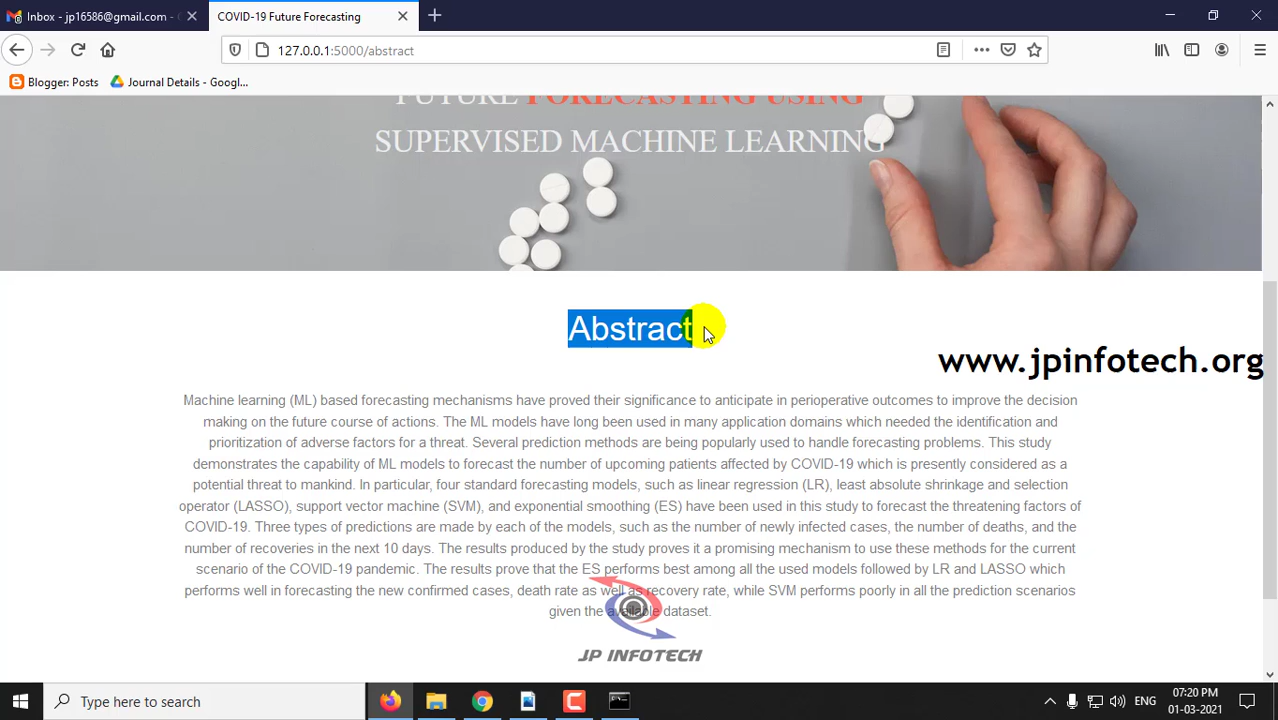 Inbox - jp16586@gmail.com -
COVID-19 Future Forecasting
127.0.0.1:5000/abstract
Blogger: Posts
Journal Details - Googl...
FUTURE FORECASTING USING
SUPERVISED MACHINE LEARNING
Abstract
www.jpinfotech.org
Machine learning (ML) based forecasting mechanisms have proved their significance to anticipate in perioperative outcomes to improve the decision
making on the future course of actions. The ML models have long been used in many application domains which needed the identification and
prioritization of adverse factors for a threat. Several prediction methods are being popularly used to handle forecasting problems. This study
demonstrates the capability of ML models to forecast the number of upcoming patients affected by COVID-19 which is presently considered as a
potential threat to mankind. In particular, four standard forecasting models, such as linear regression (LR), least absolute shrinkage and selection
operator (LASSO), support vector machine (SVM), and exponential smoothing (ES) have been used in this study to forecast the threatening factors of
COVID-19. Three types of predictions are made by each of the models, such as the number of newly infected cases, the number of deaths, and the
number of recoveries in the next 10 days. The results produced by the study proves it a promising mechanism to use these methods for the current
scenario of the COVID-19 pandemic. The results prove that the ES performs best among all the used models followed by LR and LASSO which
performs well in forecasting the new confirmed cases, death rate as well as recovery rate, while SVM performs poorly in all the prediction scenarios
given the available dataset.
JP INFOTECH
Type here to search
ENG
07:20 PM
01-03-2021